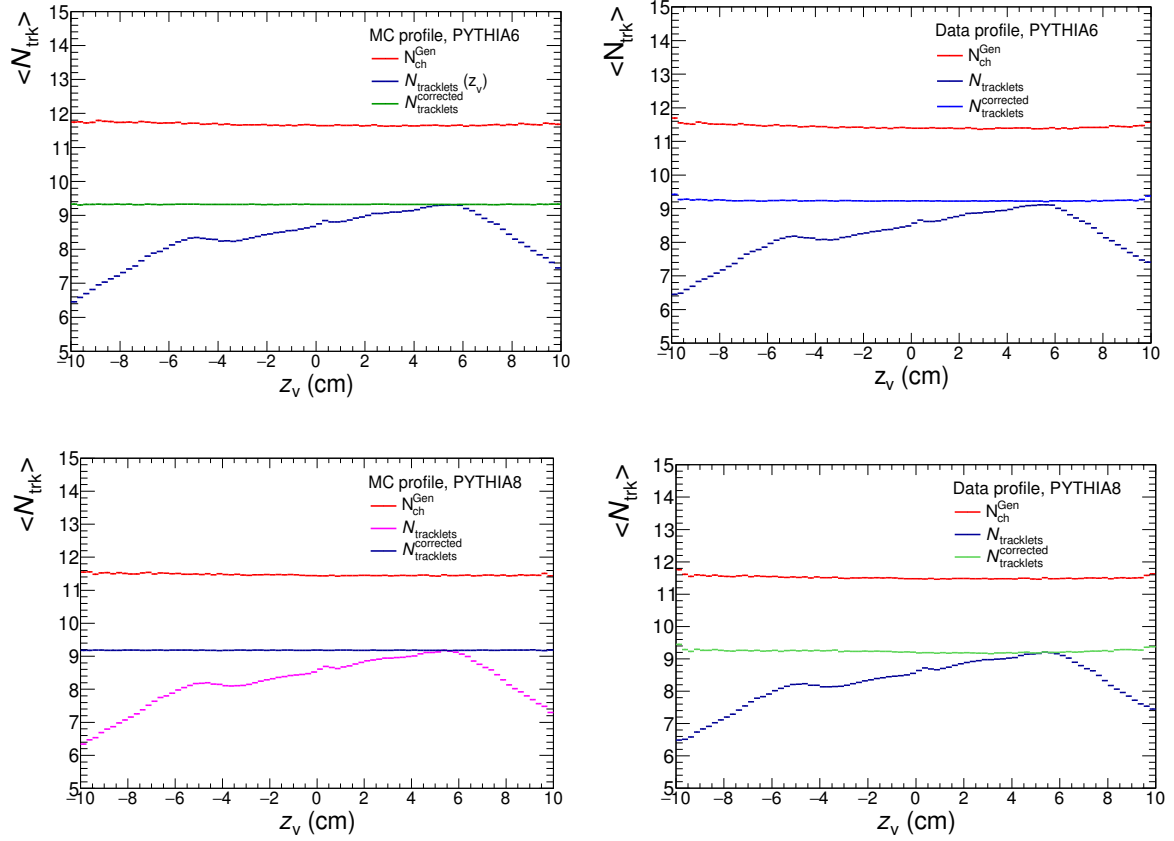 <N_trk>
MC profile, PYTHIA6
N_ch^Gen
N_tracklets (z_v)
N_tracklets^corrected
15
14
13
12
11
10
9
8
7
6
5
−10 −8 −6 −4 −2 0 2 4 6 8 10
z_v (cm)
<N_trk>
Data profile, PYTHIA6
N_ch^Gen
N_tracklets
N_tracklets^corrected
15
14
13
12
11
10
9
8
7
6
5
−10 −8 −6 −4 −2 0 2 4 6 8 10
z_v (cm)
<N_trk>
MC profile, PYTHIA8
N_ch^Gen
N_tracklets
N_tracklets^corrected
15
14
13
12
11
10
9
8
7
6
5
−10 −8 −6 −4 −2 0 2 4 6 8 10
z_v (cm)
<N_trk>
Data profile, PYTHIA8
N_ch^Gen
N_tracklets
N_tracklets^corrected
15
14
13
12
11
10
9
8
7
6
5
−10 −8 −6 −4 −2 0 2 4 6 8 10
z_v (cm)